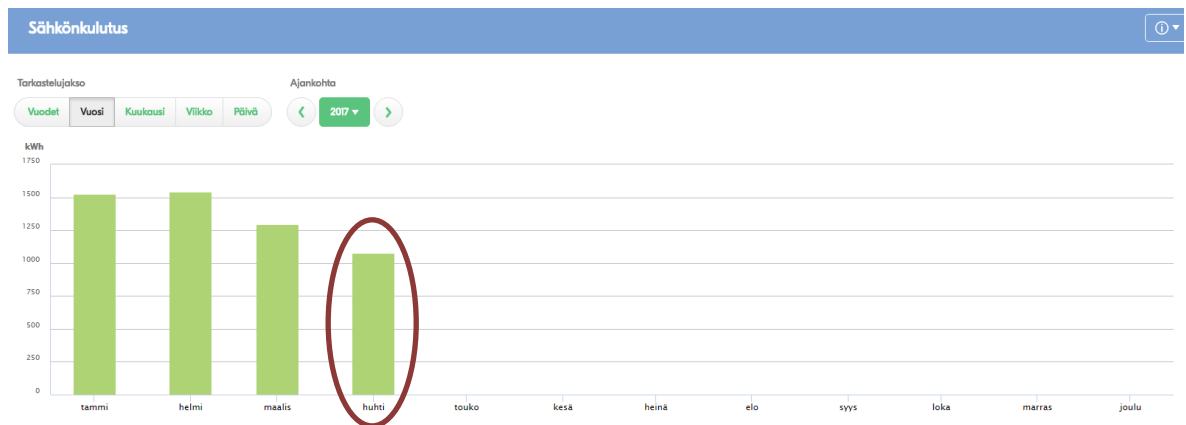 Sähkönkulutus
Tarkastelujakso Ajankohta
Vuodet Vuosi Kuukausi Viikko Päivä 2017
kWh
1750
1500
1250
1000
750
500
250
0
tammi helmi maalis huhti touko kesä heinä elo syys loka marras joulu